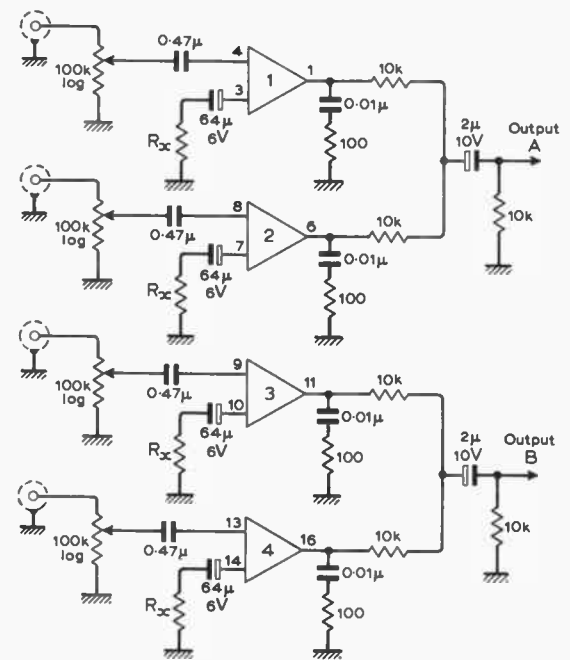 0·47µ
4
1
1
10k
100k
log
3
64µ
6V
Rx
0·01µ
100
2µ
10V
Output
A
10k
8
2
6
10k
100k
log
0·47µ
7
64µ
6V
Rx
0·01µ
100
9
3
11
10k
100k
log
0·47µ
10
64µ
6V
Rx
0·01µ
100
2µ
10V
Output
B
10k
13
4
16
10k
100k
log
0·47µ
14
64µ
6V
Rx
0·01µ
100